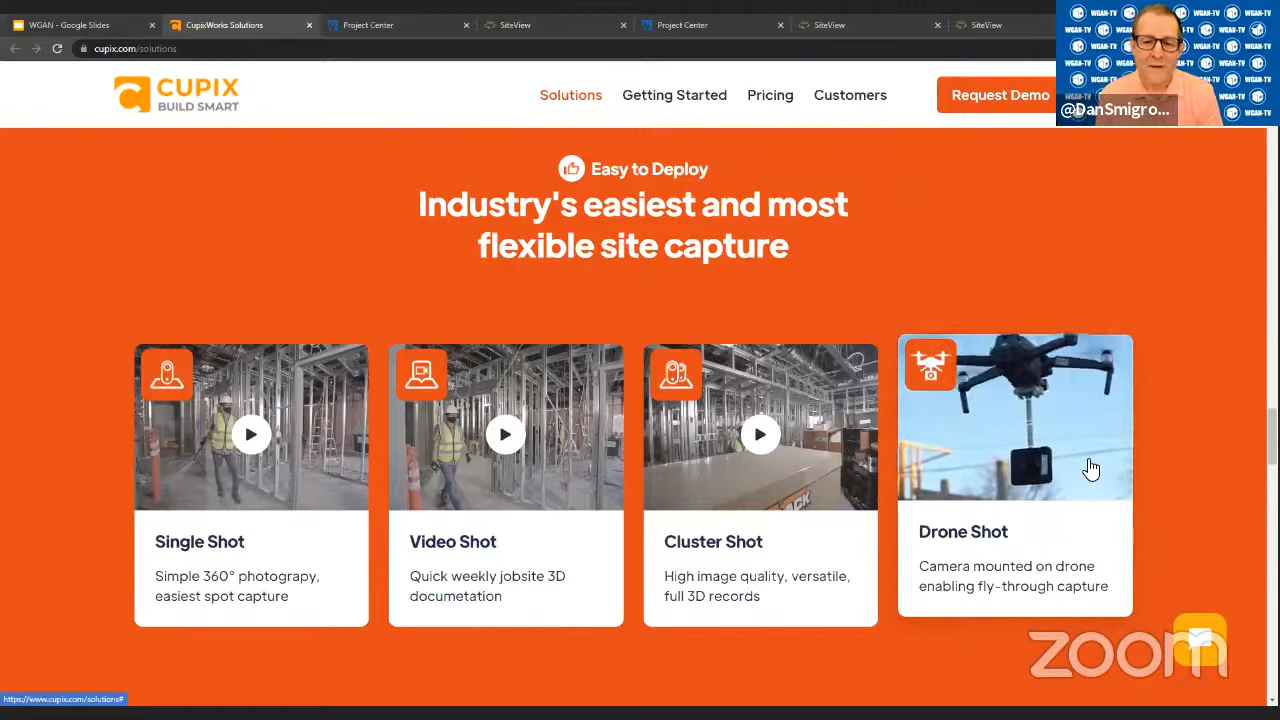 WGAN - Google Slides
CupixWorks Solutions
Project Center
SiteView
Project Center
SiteView
SiteView
cupix.com/solutions
CUPIX
BUILD SMART
Solutions
Getting Started
Pricing
Customers
Request Demo
@DanSmigro...
WGAN-TV
Easy to Deploy
Industry's easiest and most
flexible site capture
Single Shot
Simple 360° photograpy,
easiest spot capture
Video Shot
Quick weekly jobsite 3D
documetation
Cluster Shot
High image quality, versatile,
full 3D records
Drone Shot
Camera mounted on drone
enabling fly-through capture
zoom
https://www.cupix.com/solutions#